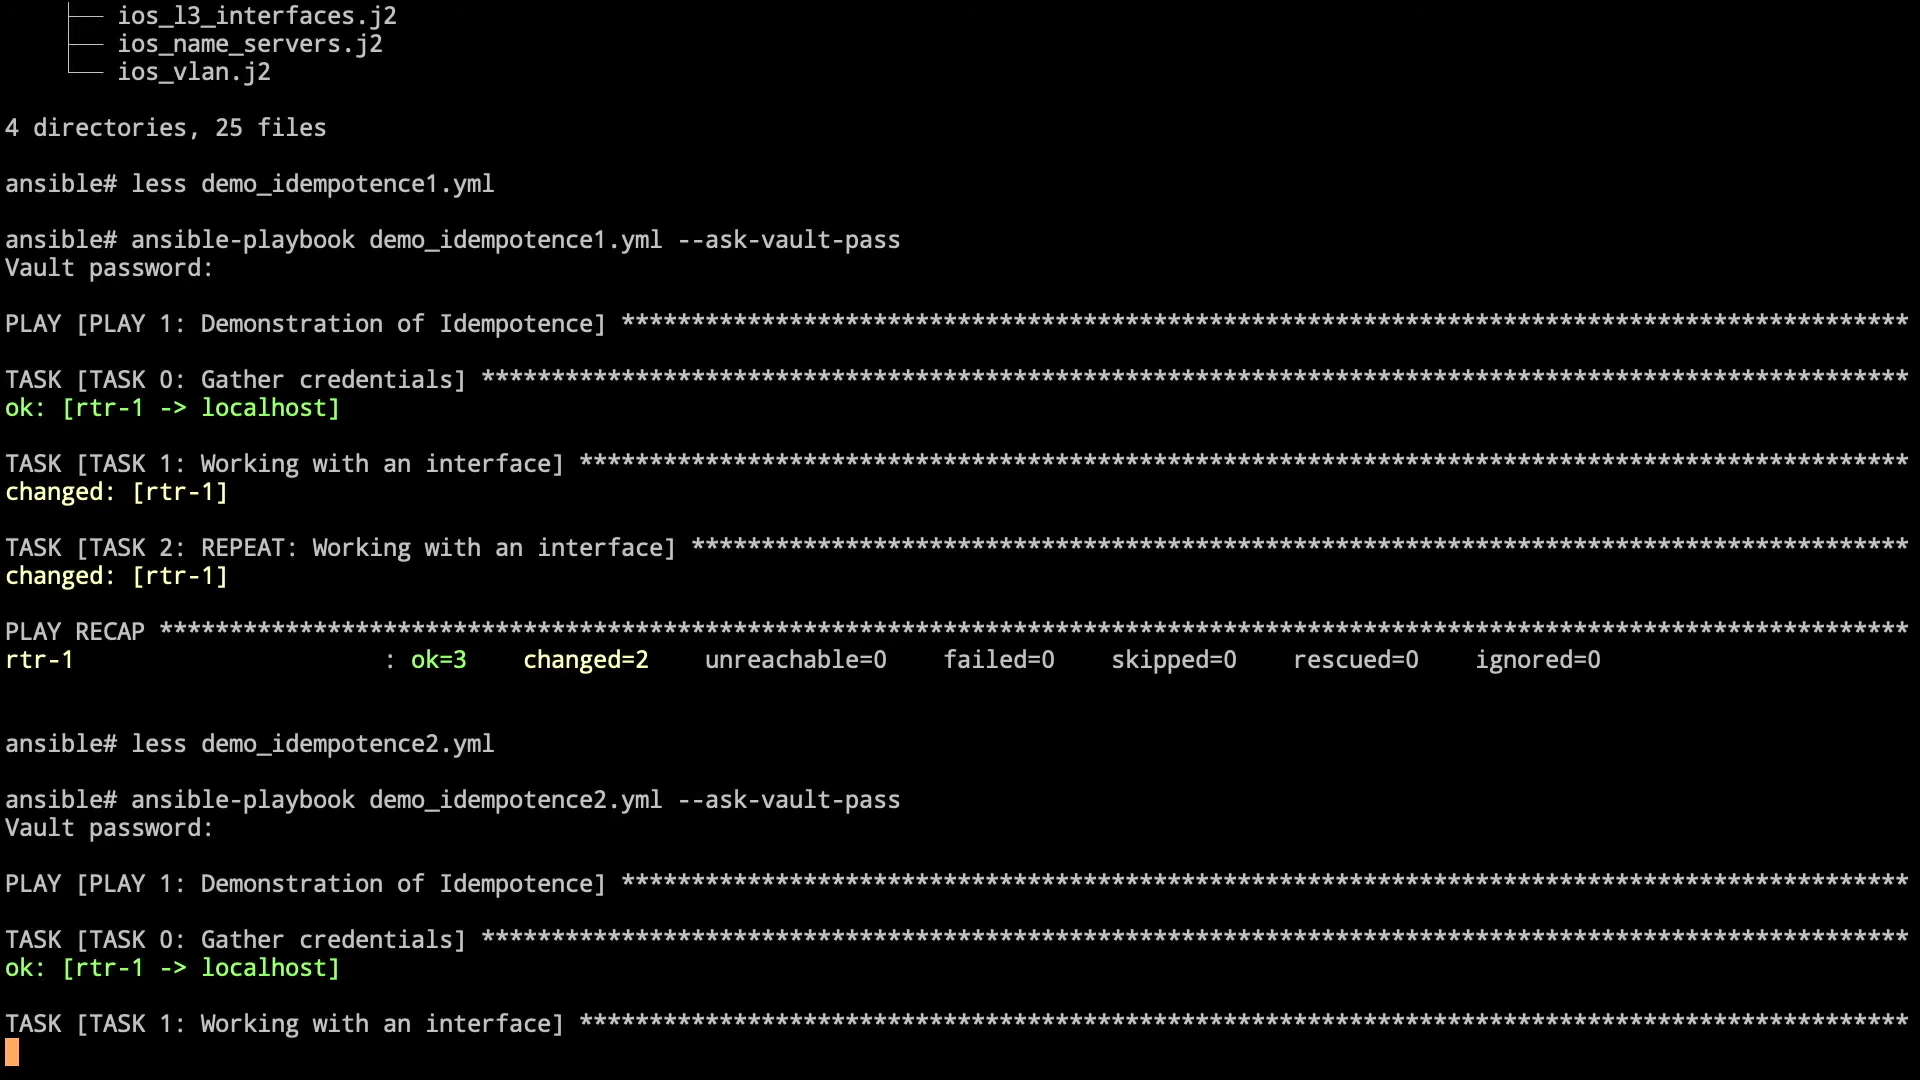 ├── ios_l3_interfaces.j2
├── ios_name_servers.j2
└── ios_vlan.j2
4 directories, 25 files
ansible# less demo_idempotence1.yml
ansible# ansible-playbook demo_idempotence1.yml --ask-vault-pass
Vault password:
PLAY [PLAY 1: Demonstration of Idempotence] ********************************************************************************************
TASK [TASK 0: Gather credentials] ******************************************************************************************************
ok: [rtr-1 -> localhost]
TASK [TASK 1: Working with an interface] ***********************************************************************************************
changed: [rtr-1]
TASK [TASK 2: REPEAT: Working with an interface] ***************************************************************************************
changed: [rtr-1]
PLAY RECAP *****************************************************************************************************************************
rtr-1                      : ok=3    changed=2    unreachable=0    failed=0    skipped=0    rescued=0    ignored=0
ansible# less demo_idempotence2.yml
ansible# ansible-playbook demo_idempotence2.yml --ask-vault-pass
Vault password:
PLAY [PLAY 1: Demonstration of Idempotence] ********************************************************************************************
TASK [TASK 0: Gather credentials] ******************************************************************************************************
ok: [rtr-1 -> localhost]
TASK [TASK 1: Working with an interface] ***********************************************************************************************